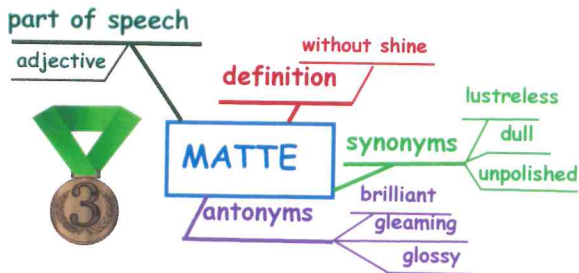 part of speech
adjective
definition
without shine
MATTE
synonyms
lustreless
dull
unpolished
antonyms
brilliant
gleaming
glossy
3